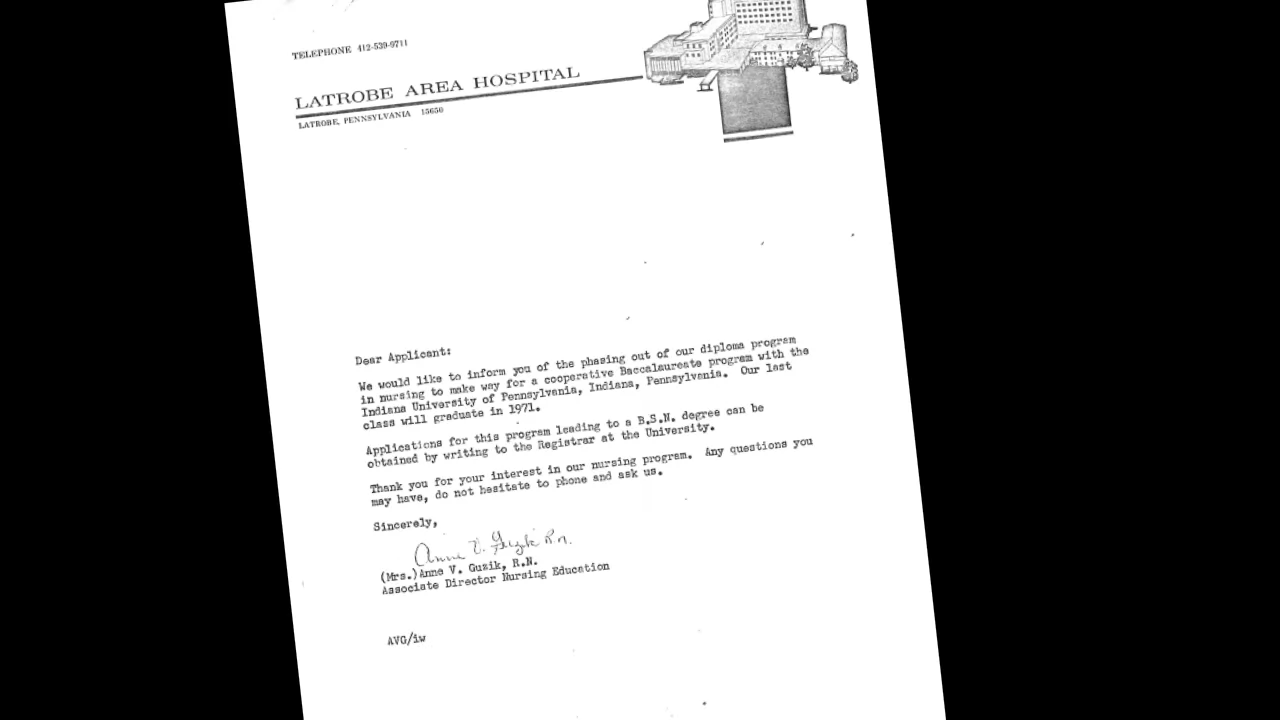 TELEPHONE 412-539-9711
LATROBE AREA HOSPITAL
LATROBE, PENNSYLVANIA 15650
Dear Applicant:
We would like to inform you of the phasing out of our diploma program
in nursing to make way for a cooperative Baccalaureate program with the
Indiana University of Pennsylvania, Indiana, Pennsylvania. Our last
class will graduate in 1971.
Applications for this program leading to a B.S.N. degree can be
obtained by writing to the Registrar at the University.
Thank you for your interest in our nursing program. Any questions you
may have, do not hesitate to phone and ask us.
Sincerely,
Anne V. Guzik R.N.
(Mrs.)Anne V. Guzik, R.N.
Associate Director Nursing Education
AVG/iw